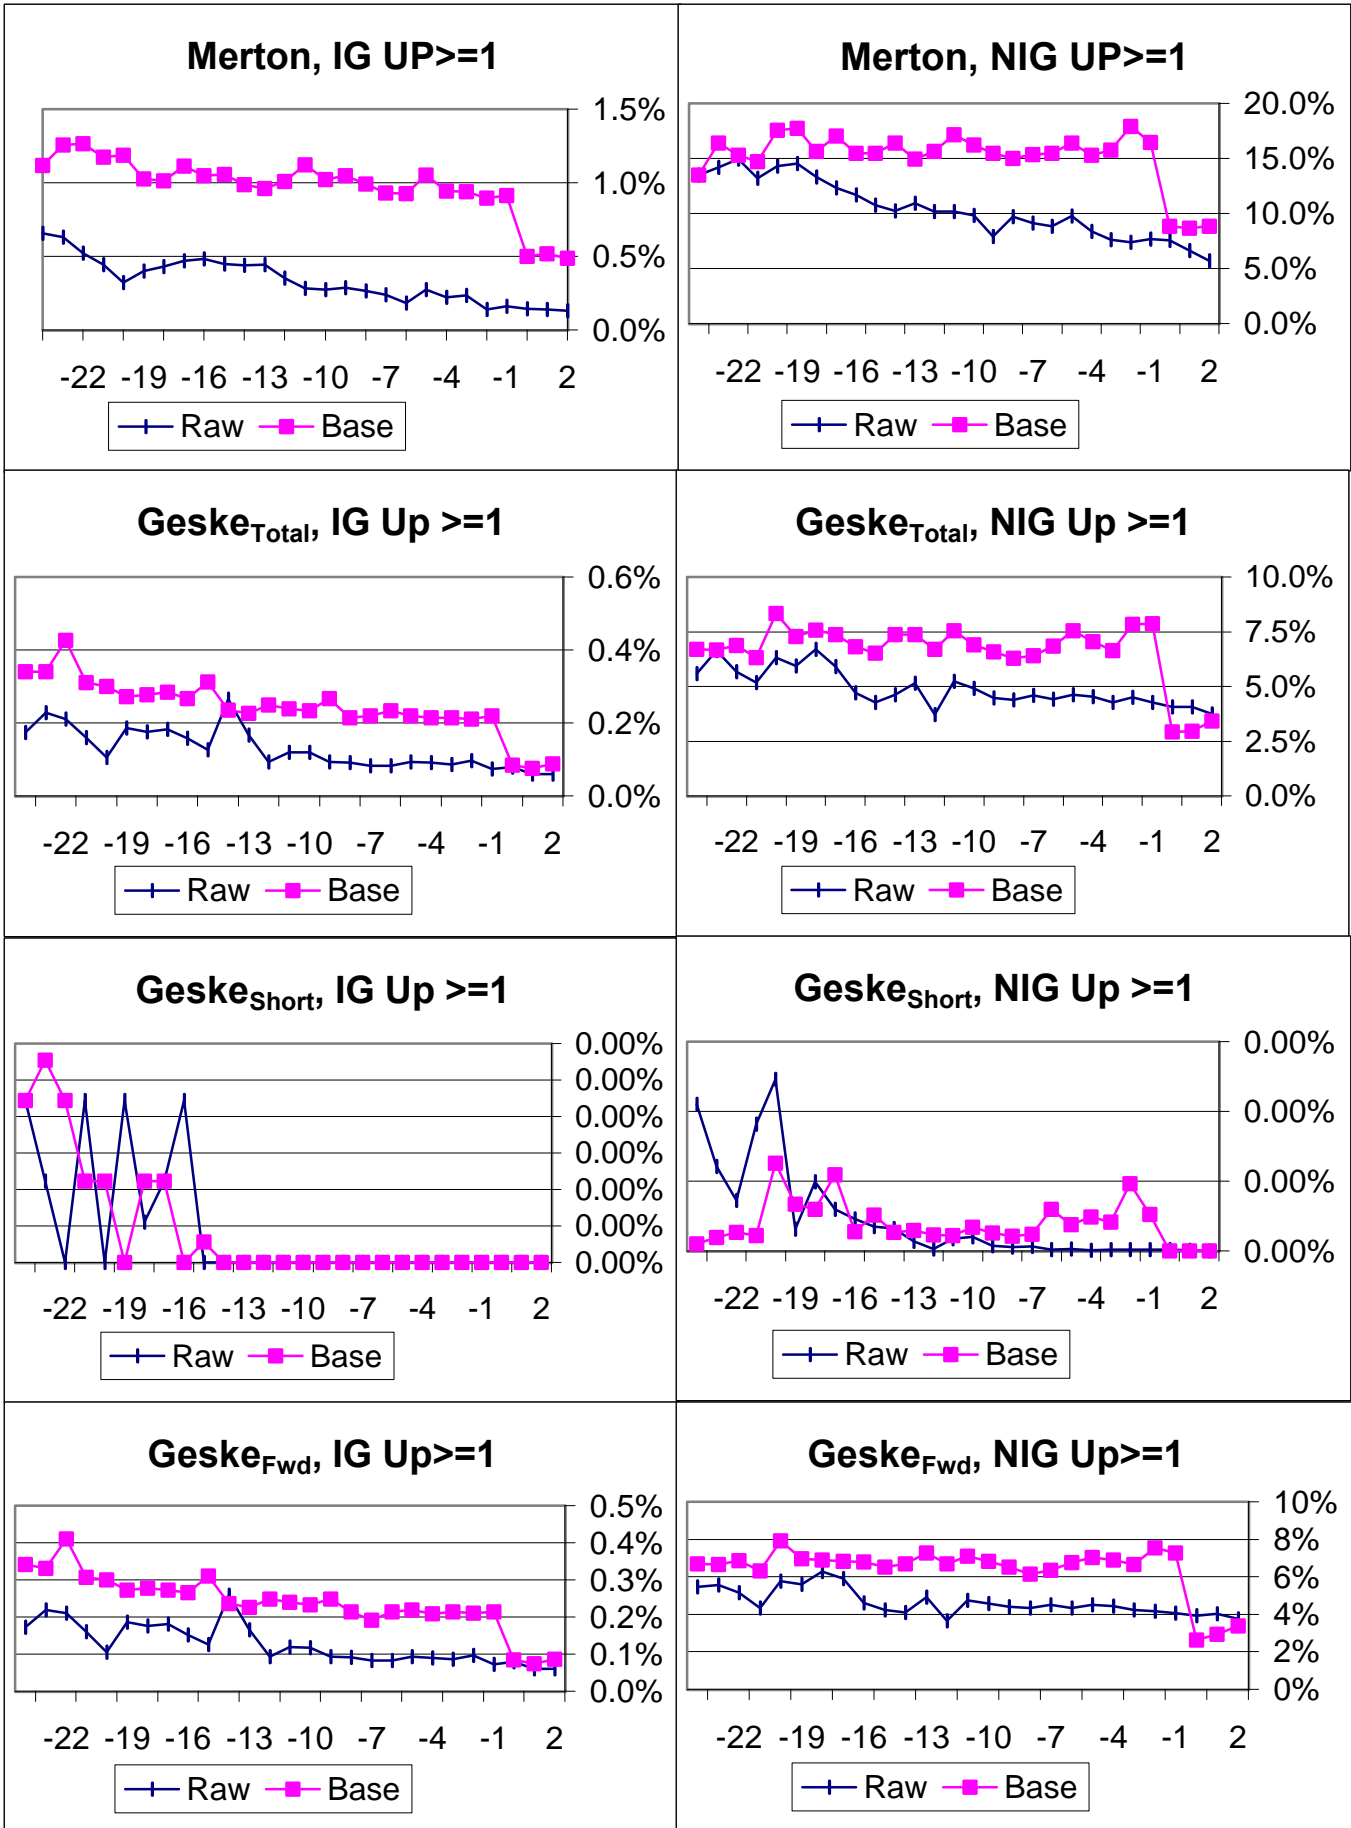 Merton, IG UP>=1
1.5%
1.0%
0.5%
0.0%
-22 -19 -16 -13 -10 -7 -4 -1 2
Raw Base
Merton, NIG UP>=1
20.0%
15.0%
10.0%
5.0%
0.0%
-22 -19 -16 -13 -10 -7 -4 -1 2
Raw Base
GeskeTotal, IG Up >=1
0.6%
0.4%
0.2%
0.0%
-22 -19 -16 -13 -10 -7 -4 -1 2
Raw Base
GeskeTotal, NIG Up >=1
10.0%
7.5%
5.0%
2.5%
0.0%
-22 -19 -16 -13 -10 -7 -4 -1 2
Raw Base
GeskeShort, IG Up >=1
0.00%
0.00%
0.00%
0.00%
0.00%
0.00%
0.00%
-22 -19 -16 -13 -10 -7 -4 -1 2
Raw Base
GeskeShort, NIG Up >=1
0.00%
0.00%
0.00%
0.00%
-22 -19 -16 -13 -10 -7 -4 -1 2
Raw Base
GeskeFwd, IG Up>=1
0.5%
0.4%
0.3%
0.2%
0.1%
0.0%
-22 -19 -16 -13 -10 -7 -4 -1 2
Raw Base
GeskeFwd, NIG Up>=1
10%
8%
6%
4%
2%
0%
-22 -19 -16 -13 -10 -7 -4 -1 2
Raw Base